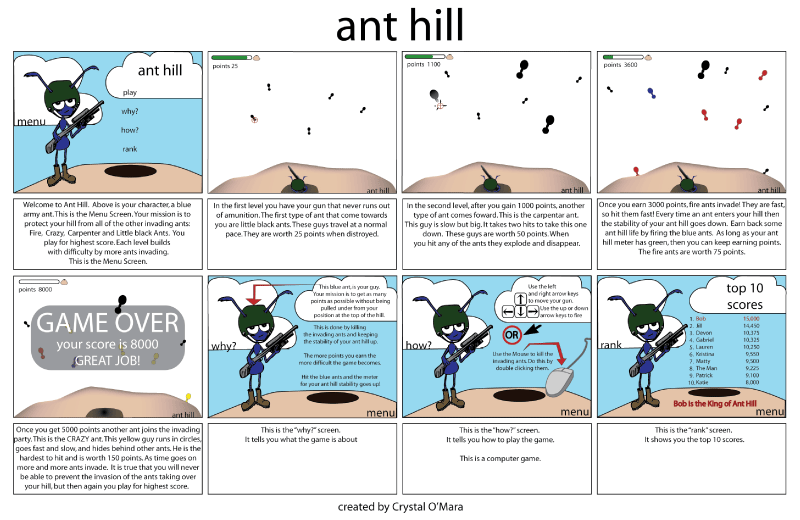 ant hill
ant hill
play
why?
how?
rank
menu
points 25
ant hill
points 1100
ant hill
points 3600
ant hill
Welcome to Ant Hill. Above is your character, a blue
army ant. This is the Menu Screen. Your mission is to
protect your hill from all of the other invading ants:
Fire, Crazy, Carpenter and Little Black Ants. You
play for highest score. Each level builds
with difficulty by more ants invading.
This is the Menu Screen.
In the first level you have your gun that never runs out
of amunition. The first type of ant that come towards
you are little black ants. These guys travel at a normal
pace. They are worth 25 points when distroyed.
In the second level, after you gain 1000 points, another
type of ant comes foward. This is the carpentar ant.
This guy is slow but big. It takes two hits to take this one
down. These guys are worth 50 points. When
you hit any of the ants they explode and disappear.
Once you earn 3000 points, fire ants invade! They are fast,
so hit them fast! Every time an ant enters your hill then
the stability of your ant hill goes down. Earn back some
ant hill life by firing the blue ants. As long as your ant
hill meter has green, then you can keep earning points.
The fire ants are worth 75 points.
points 8000
GAME OVER
your score is 8000
GREAT JOB!
ant hill
This blue ant, is your guy.
Your mission is to get as many
points as possible without being
pulled under from your
position at the top of the hill.
why?
This is done by killing
the invading ants and keeping
the stability of your ant hill up.
The more points you earn the
more difficult the game becomes.
Hit the blue ants and the meter
for your ant hill stability goes up!
menu
Use the left
and right arrow keys
to move your gun.
Use the up or down
arrow keys to fire
OR
how?
Use the Mouse to kill the
invading ants. Do this by
double clicking them.
menu
top 10
scores
rank
1. Bob 15,000
2. Jill 14,450
3. Devon 10,375
4. Gabriel 10,325
5. Lauren 10,250
6. Kristina 9,550
7. Matty 9,500
8. The Man 9,225
9. Patrick 9,100
10. Katie 8,000
Bob is the King of Ant Hill
menu
Once you get 5000 points another ant joins the invading
party. This is the CRAZY ant. This yellow guy runs in circles,
goes fast and slow, and hides behind other ants. He is the
hardest to hit and is worth 150 points. As time goes on
more and more ants invade. It is true that you will never
be able to prevent the invasion of the ants taking over
your hill, but then again you play for highest score.
This is the "why?" screen.
It tells you what the game is about
This is the "how?" screen.
It tells you how to play the game.
This is a computer game.
This is the "rank" screen.
It shows you the top 10 scores.
created by Crystal O'Mara